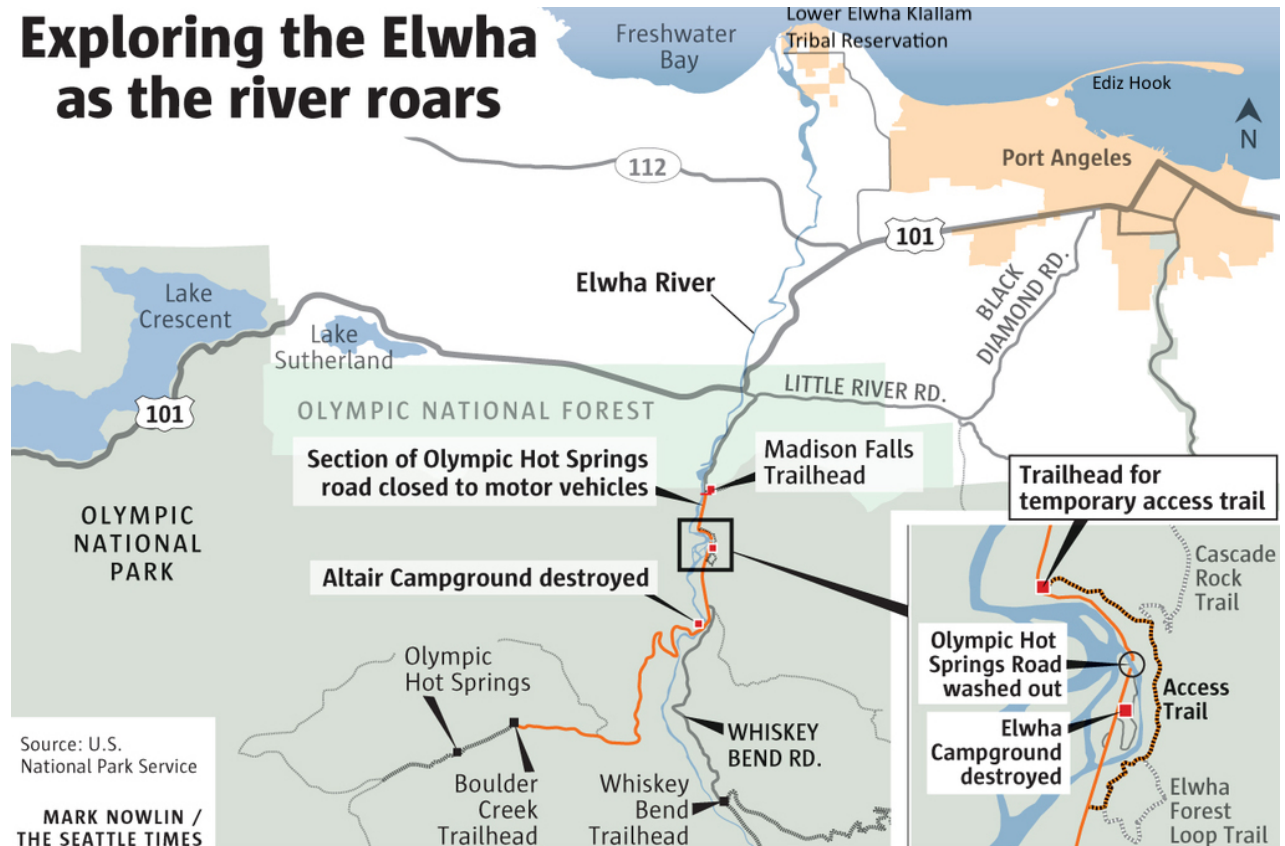 Exploring the Elwha
as the river roars
Freshwater
Bay
Lower Elwha Klallam
Tribal Reservation
Ediz Hook
N
Port Angeles
112
101
Elwha River
BLACK
DIAMOND RD.
Lake
Crescent
Lake
Sutherland
101
LITTLE RIVER RD.
OLYMPIC NATIONAL FOREST
Section of Olympic Hot Springs
road closed to motor vehicles
Madison Falls
Trailhead
Trailhead for
temporary access trail
OLYMPIC
NATIONAL
PARK
Altair Campground destroyed
Cascade
Rock
Trail
Olympic Hot
Springs Road
washed out
Access
Trail
Elwha
Campground
destroyed
Elwha
Forest
Loop Trail
Olympic
Hot Springs
WHISKEY
BEND RD.
Boulder
Creek
Trailhead
Whiskey
Bend
Trailhead
Source: U.S.
National Park Service
MARK NOWLIN /
THE SEATTLE TIMES